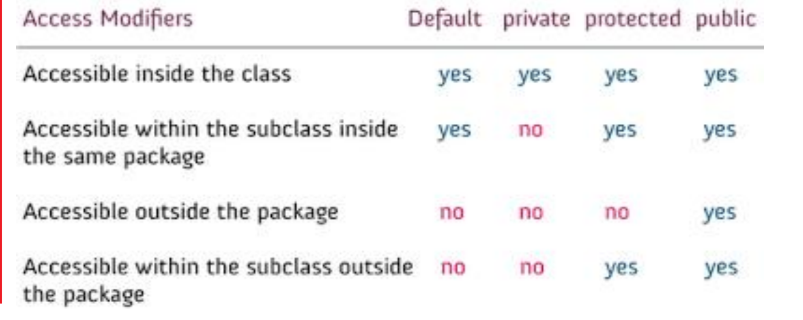 Access Modifiers Default private protected public
Accessible inside the class yes yes yes yes
Accessible within the subclass inside yes no yes yes
the same package
Accessible outside the package no no no yes
Accessible within the subclass outside no no yes yes
the package